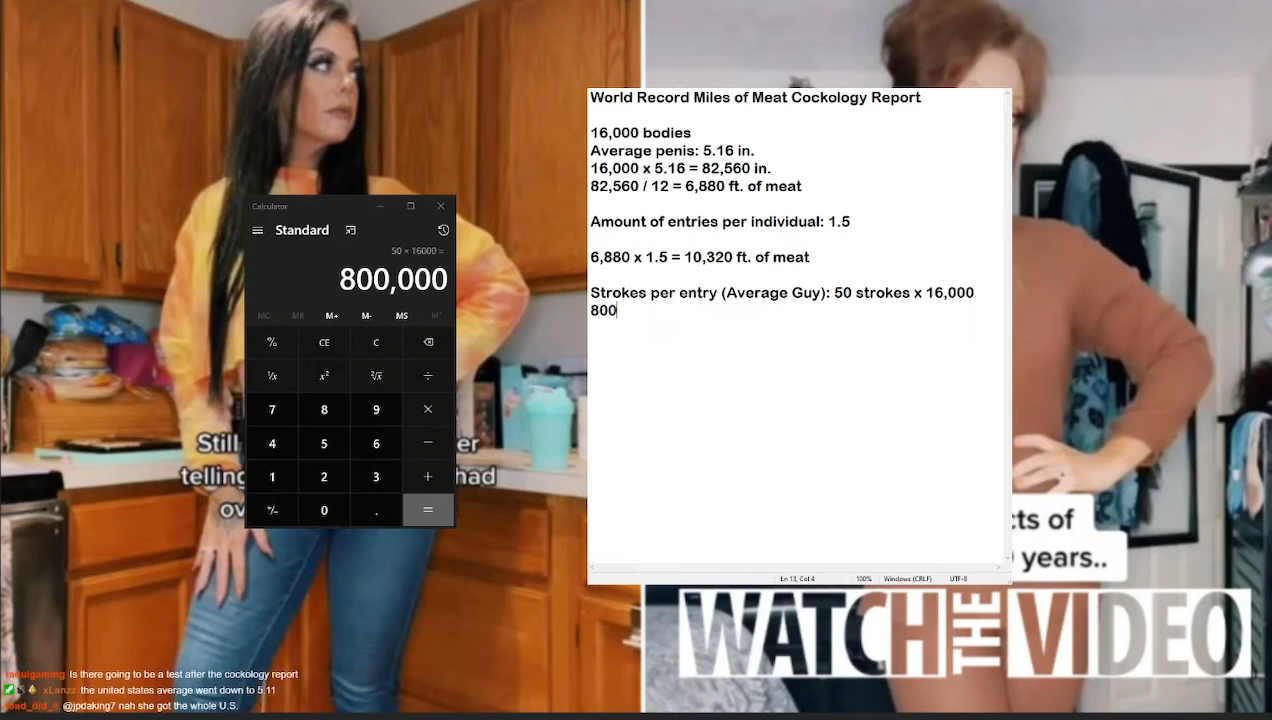 World Record Miles of Meat Cockology Report
16,000 bodies
Average penis: 5.16 in.
16,000 x 5.16 = 82,560 in.
82,560 / 12 = 6,880 ft. of meat
Amount of entries per individual: 1.5
6,880 x 1.5 = 10,320 ft. of meat
Strokes per entry (Average Guy): 50 strokes x 16,000
800
Ln 13, Col 4 100% Windows (CRLF) UTF-8
Calculator
Standard
50 × 16000 =
800,000
MC MR M+ M- MS M˅
% CE C
¹/x x² ²√x ÷
7 8 9 ×
4 5 6 −
1 2 3 +
+/− 0 . =
Still er
telling had
ov
cts of
years..
WATCH THE VIDEO
Is there going to be a test after the cockology report
xLanzz the united states average went down to 5.11
@jpdaking7 nah she got the whole U.S.